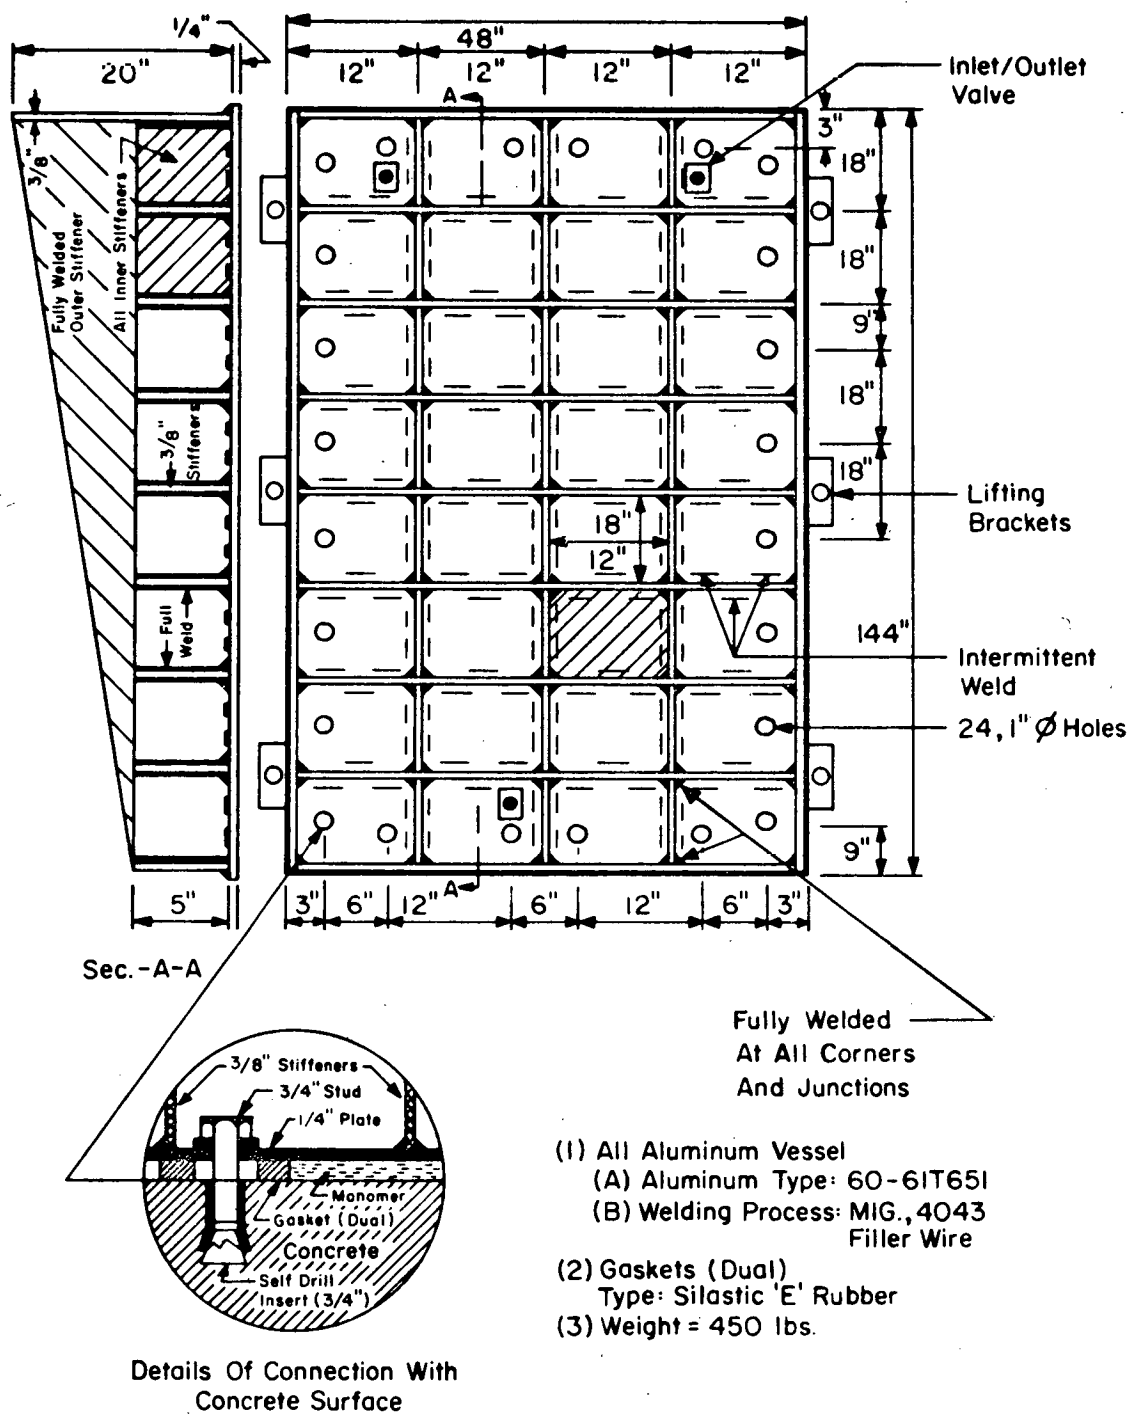 1/4"
20"
48"
12"
12"
12"
12"
A
Inlet/Outlet
Valve
3"
18"
3/8"
All Inner Stiffeners
Fully Welded
Outer Stiffener
18"
9"
18"
3/8"
Stiffeners
18"
Lifting
Brackets
18"
12"
Full
Weld
144"
Intermittent
Weld
24, 1" Ø Holes
9"
A
5"
3"
6"
12"
6"
12"
6"
3"
Sec.-A-A
Fully Welded
At All Corners
And Junctions
3/8" Stiffeners
3/4" Stud
1/4" Plate
Monomer
Gasket (Dual)
Concrete
Self Drill
Insert (3/4")
Details Of Connection With
Concrete Surface
(1) All Aluminum Vessel
(A) Aluminum Type: 60-61T651
(B) Welding Process: MIG., 4043
Filler Wire
(2) Gaskets (Dual)
Type: Silastic 'E' Rubber
(3) Weight = 450 lbs.